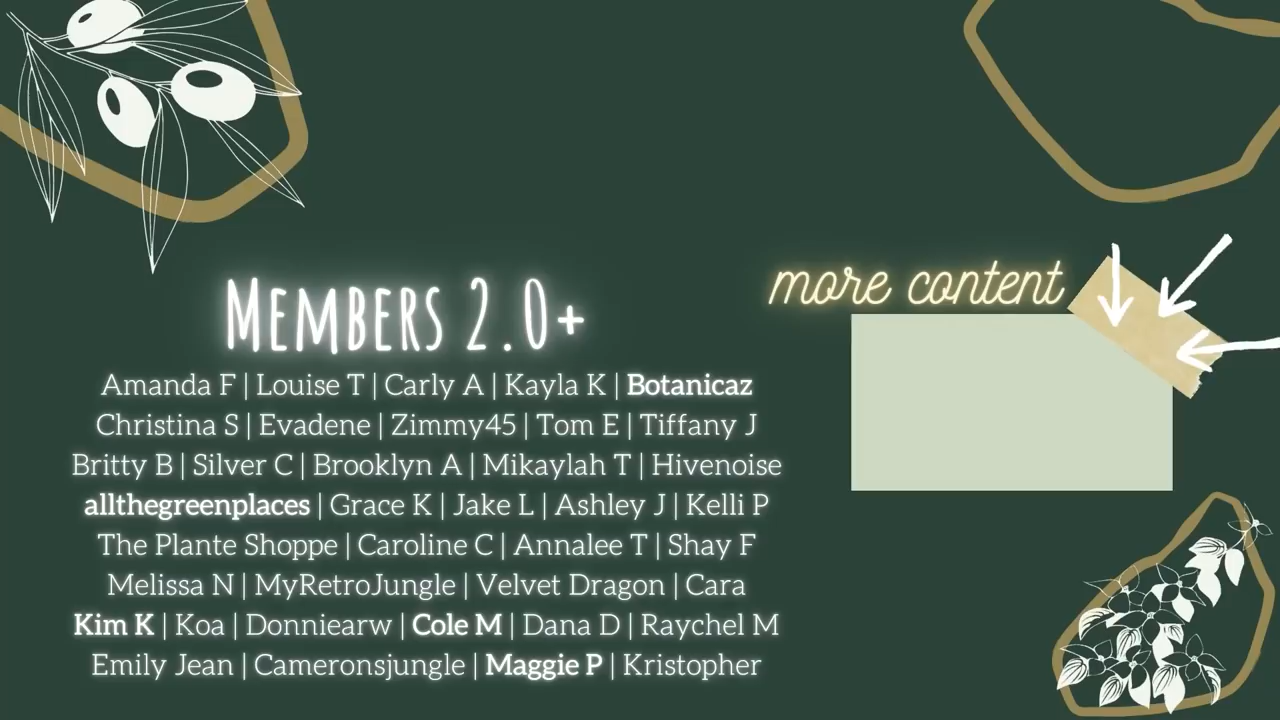 Members 2.0+
more content
Amanda F | Louise T | Carly A | Kayla K | Botanicaz
Christina S | Evadene | Zimmy45 | Tom E | Tiffany J
Britty B | Silver C | Brooklyn A | Mikaylah T | Hivenoise
allthegreenplaces | Grace K | Jake L | Ashley J | Kelli P
The Plante Shoppe | Caroline C | Annalee T | Shay F
Melissa N | MyRetroJungle | Velvet Dragon | Cara
Kim K | Koa | Donniearw | Cole M | Dana D | Raychel M
Emily Jean | Cameronsjungle | Maggie P | Kristopher